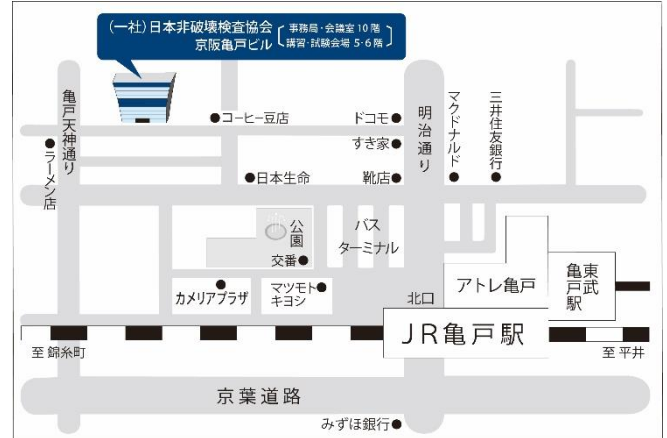 (一社)日本非破壊検査協会
京阪亀戸ビル
事務局・会議室10階
講習・試験会場 5・6階
亀戸天神通り
ラーメン店
コーヒー豆店
ドコモ
すき家
明治通り
マクドナルド
三井住友銀行
日本生命
靴店
公園
交番
バス
ターミナル
カメリアプラザ
マツモト
キヨシ
北口
アトレ亀戸
東武
亀戸駅
JR亀戸駅
至 錦糸町
至 平井
京葉道路
みずほ銀行